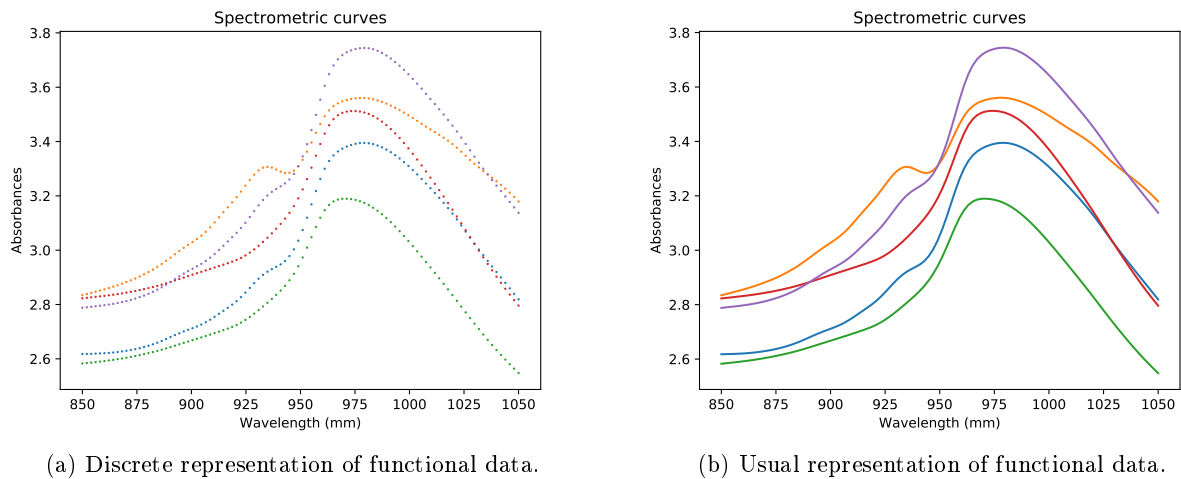 Spectrometric curves
3.8
3.6
3.4
3.2
3.0
2.8
2.6
Absorbances
850 875 900 925 950 975 1000 1025 1050
Wavelength (mm)
(a) Discrete representation of functional data.
Spectrometric curves
3.8
3.6
3.4
3.2
3.0
2.8
2.6
Absorbances
850 875 900 925 950 975 1000 1025 1050
Wavelength (mm)
(b) Usual representation of functional data.